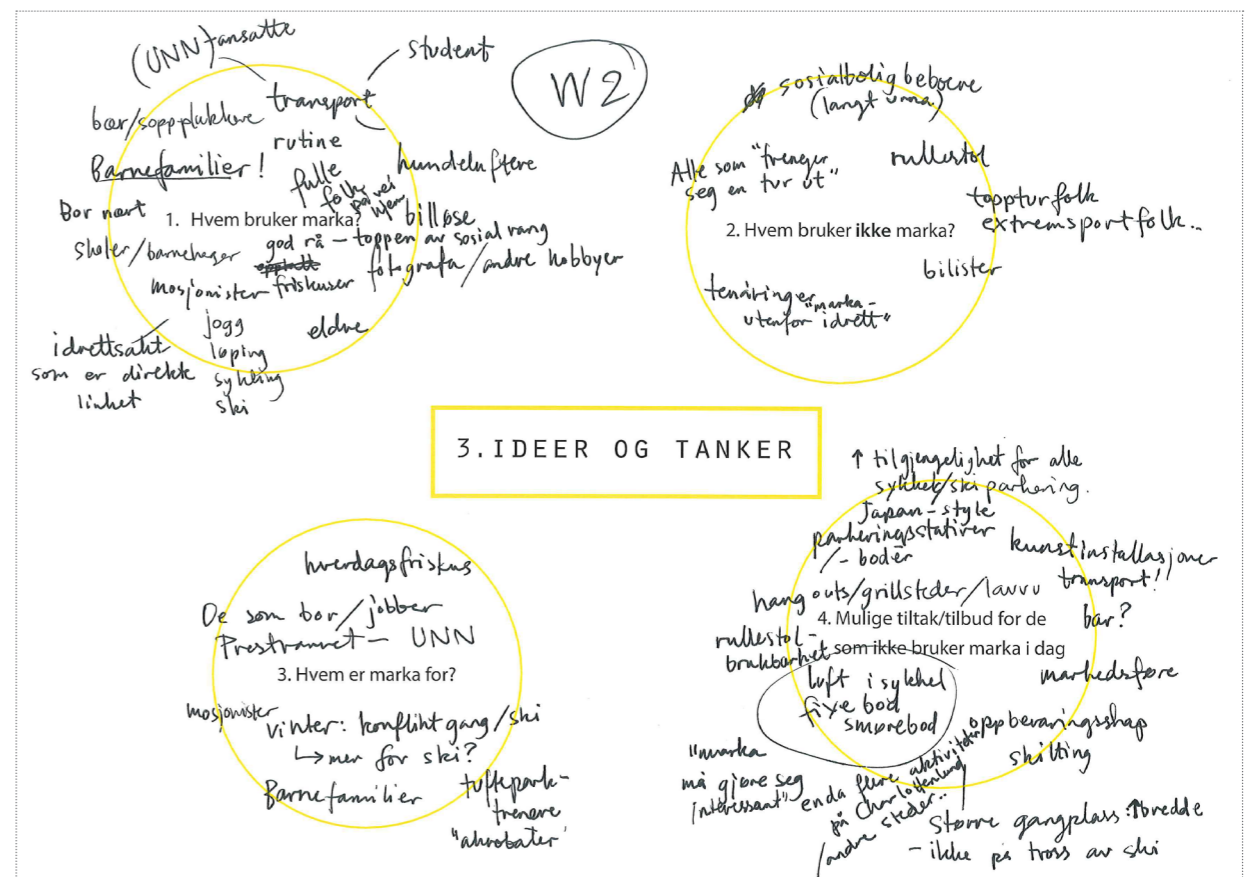 (UNN) ansatte
student
W2
transport
bær/soppplukkere
rutine
Barnefamilier!
hundeluftere
fulle
folk
på vei
hjem
Bor nært
1. Hvem bruker marka?
billøse
god rå – toppen av sosial rang
skoler/barnehager
fotografer/andre hobbyer
mosjonister
friskuser
jogg
løping
sykling
ski
eldre
idrettsakt
som er direkte
linket
sosialboligbeboere
(langt unna)
Alle som "trenger
seg en tur ut"
rullestol
topptur folk
extremsportfolk..
2. Hvem bruker ikke marka?
bilister
tenåringer
"marka-
utenfor idrett"
3.IDEER OG TANKER
hverdagsfriskus
De som bor/jobber
Prestvannet – UNN
3. Hvem er marka for?
mosjonister
vinter: konflikt gang/ski
↳ mer for ski?
Barnefamilier
tuftepark-
trenere
"akrobater"
↑ tilgjengelighet for alle
sykkel/ski parkering.
Japan-style
parkeringsstativer
/-boder
kunstinstallasjoner
transport!!
hang outs/grillsteder/lavvu
bar?
4. Mulige tiltak/tilbud for de
som ikke bruker marka i dag
rullestol-
brukbarhet
luft i sykkel
fixe bod
smørebod
markedsføre
oppbevaringsskap
skilting
"marka
må gjøre seg
interessant"
enda flere aktiviteter
på Charlottenlund
/andre steder..
Større gangplass: ↑ bredde
– ikke på tross av ski